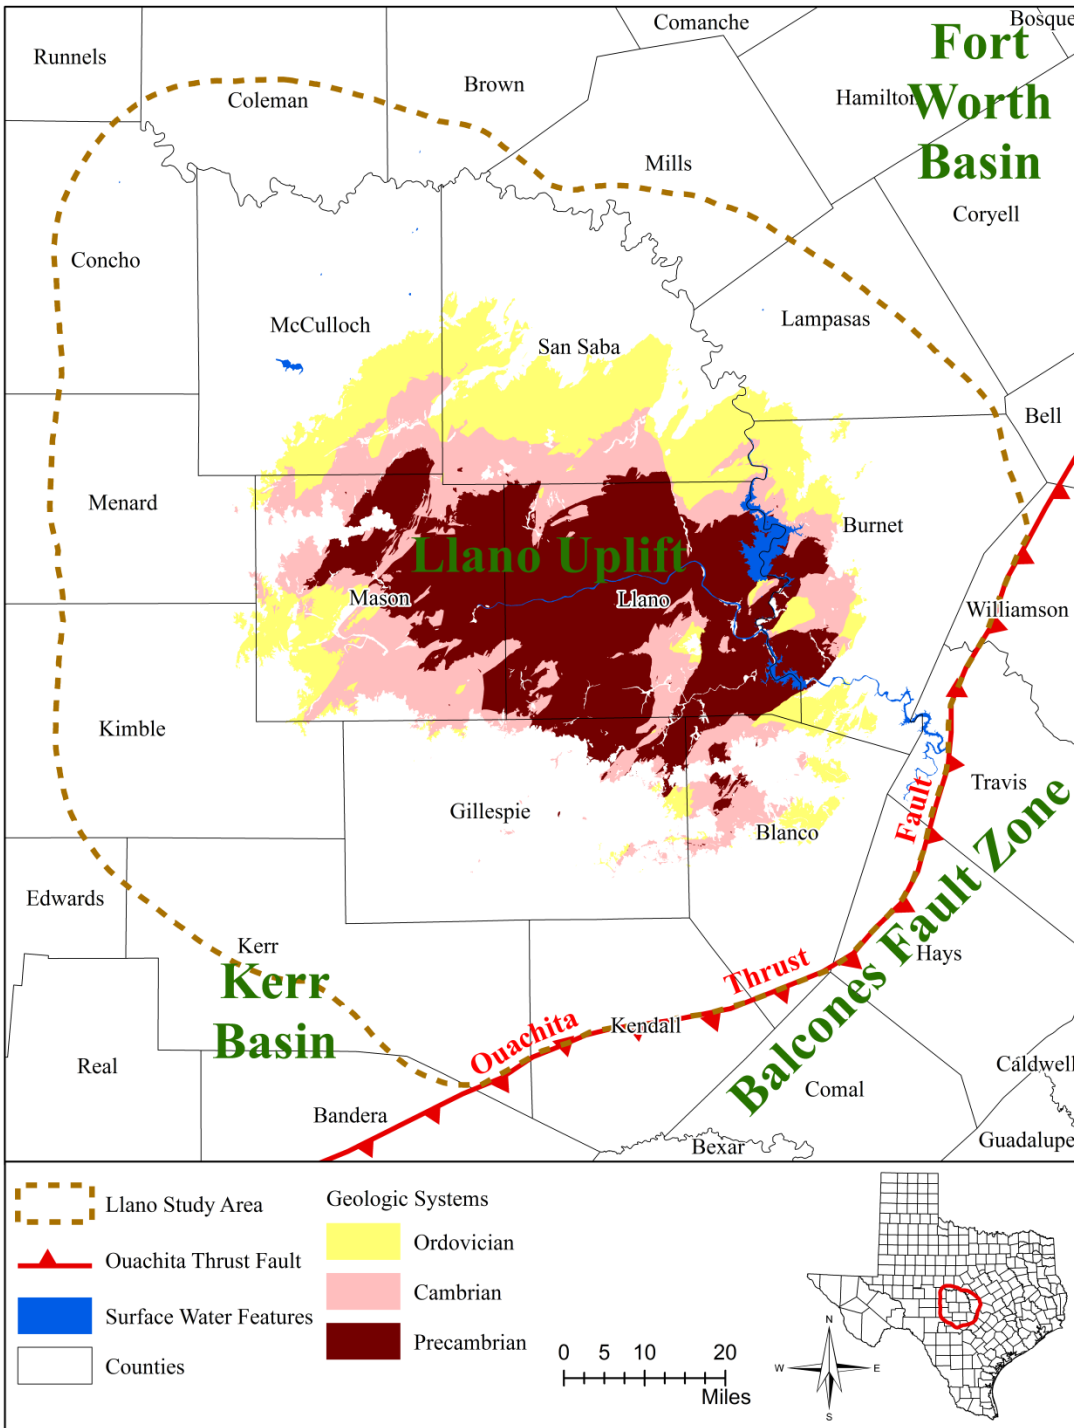 Comanche
Bosque
Runnels
Fort
Worth
Basin
Coleman
Brown
Hamilton
Mills
Coryell
Concho
McCulloch
San Saba
Lampasas
Bell
Menard
Burnet
Llano Uplift
Mason
Llano
Williamson
Kimble
Gillespie
Blanco
Travis
Edwards
Kerr
Kerr
Basin
Hays
Ouachita
Thrust
Fault
Balcones Fault Zone
Kendall
Real
Comal
Caldwell
Bandera
Bexar
Guadalupe
Llano Study Area
Ouachita Thrust Fault
Surface Water Features
Counties
Geologic Systems
Ordovician
Cambrian
Precambrian
0 5 10 20
Miles
N
W
E
S